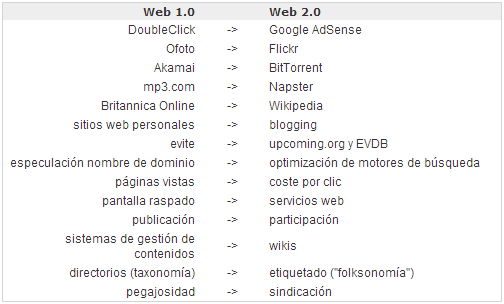 Web 1.0 Web 2.0
DoubleClick -> Google AdSense
Ofoto -> Flickr
Akamai -> BitTorrent
mp3.com -> Napster
Britannica Online -> Wikipedia
sitios web personales -> blogging
evite -> upcoming.org y EVDB
especulación nombre de dominio -> optimización de motores de búsqueda
páginas vistas -> coste por clic
pantalla raspado -> servicios web
publicación -> participación
sistemas de gestión de
contenidos -> wikis
directorios (taxonomía) -> etiquetado ("folksonomía")
pegajosidad -> sindicación